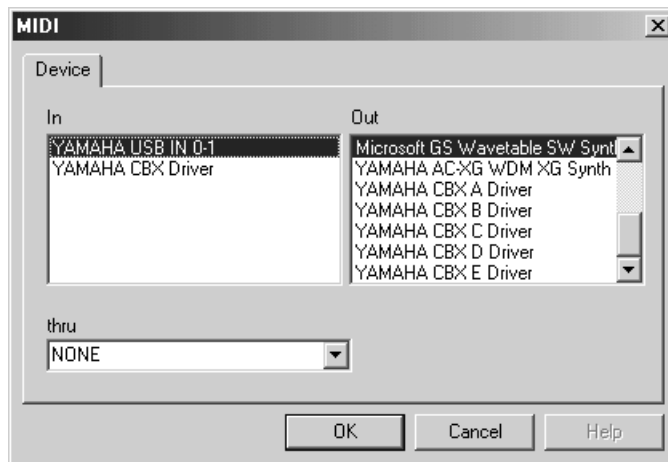 MIDI
Device
In
Out
YAMAHA USB IN 0-1
YAMAHA CBX Driver
Microsoft GS Wavetable SW Synt
YAMAHA AC-XG WDM XG Synth
YAMAHA CBX A Driver
YAMAHA CBX B Driver
YAMAHA CBX C Driver
YAMAHA CBX D Driver
YAMAHA CBX E Driver
thru
NONE
OK
Cancel
Help